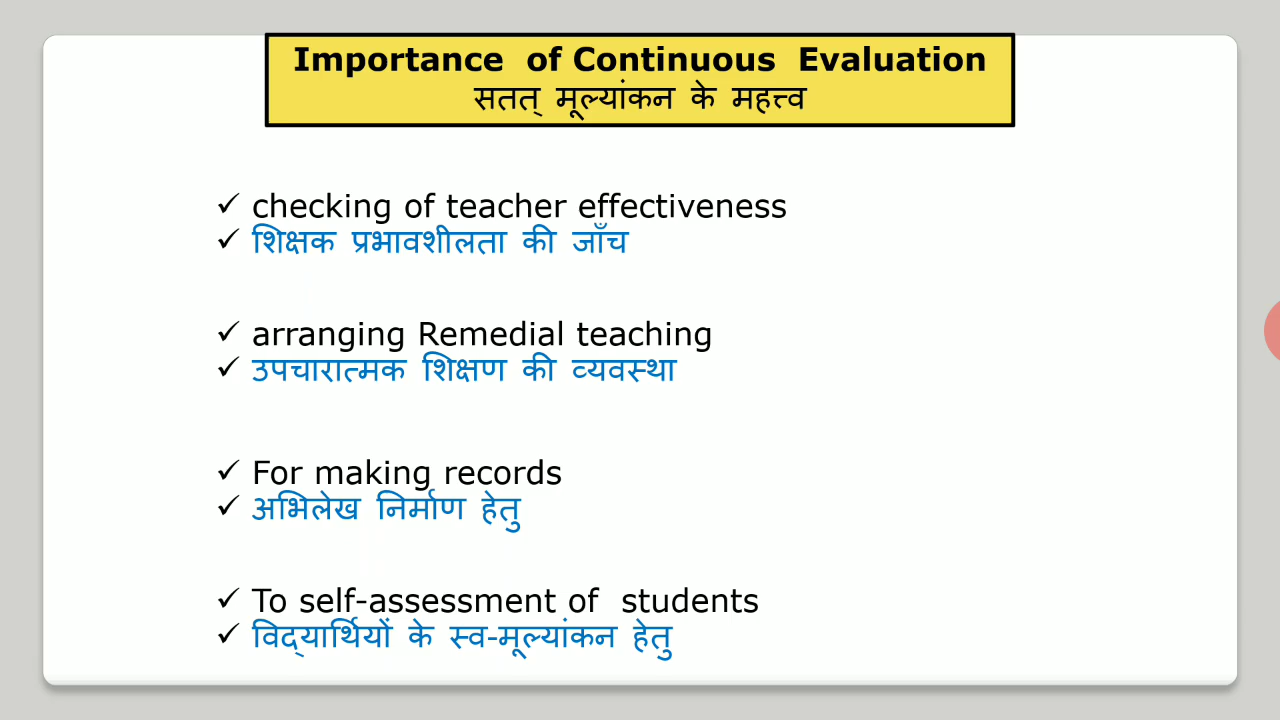 Importance of Continuous Evaluation
सतत् मूल्यांकन के महत्त्व
✓ checking of teacher effectiveness
✓ शिक्षक प्रभावशीलता की जाँच
✓ arranging Remedial teaching
✓ उपचारात्मक शिक्षण की व्यवस्था
✓ For making records
✓ अभिलेख निर्माण हेतु
✓ To self-assessment of students
✓ विद्यार्थियों के स्व-मूल्यांकन हेतु